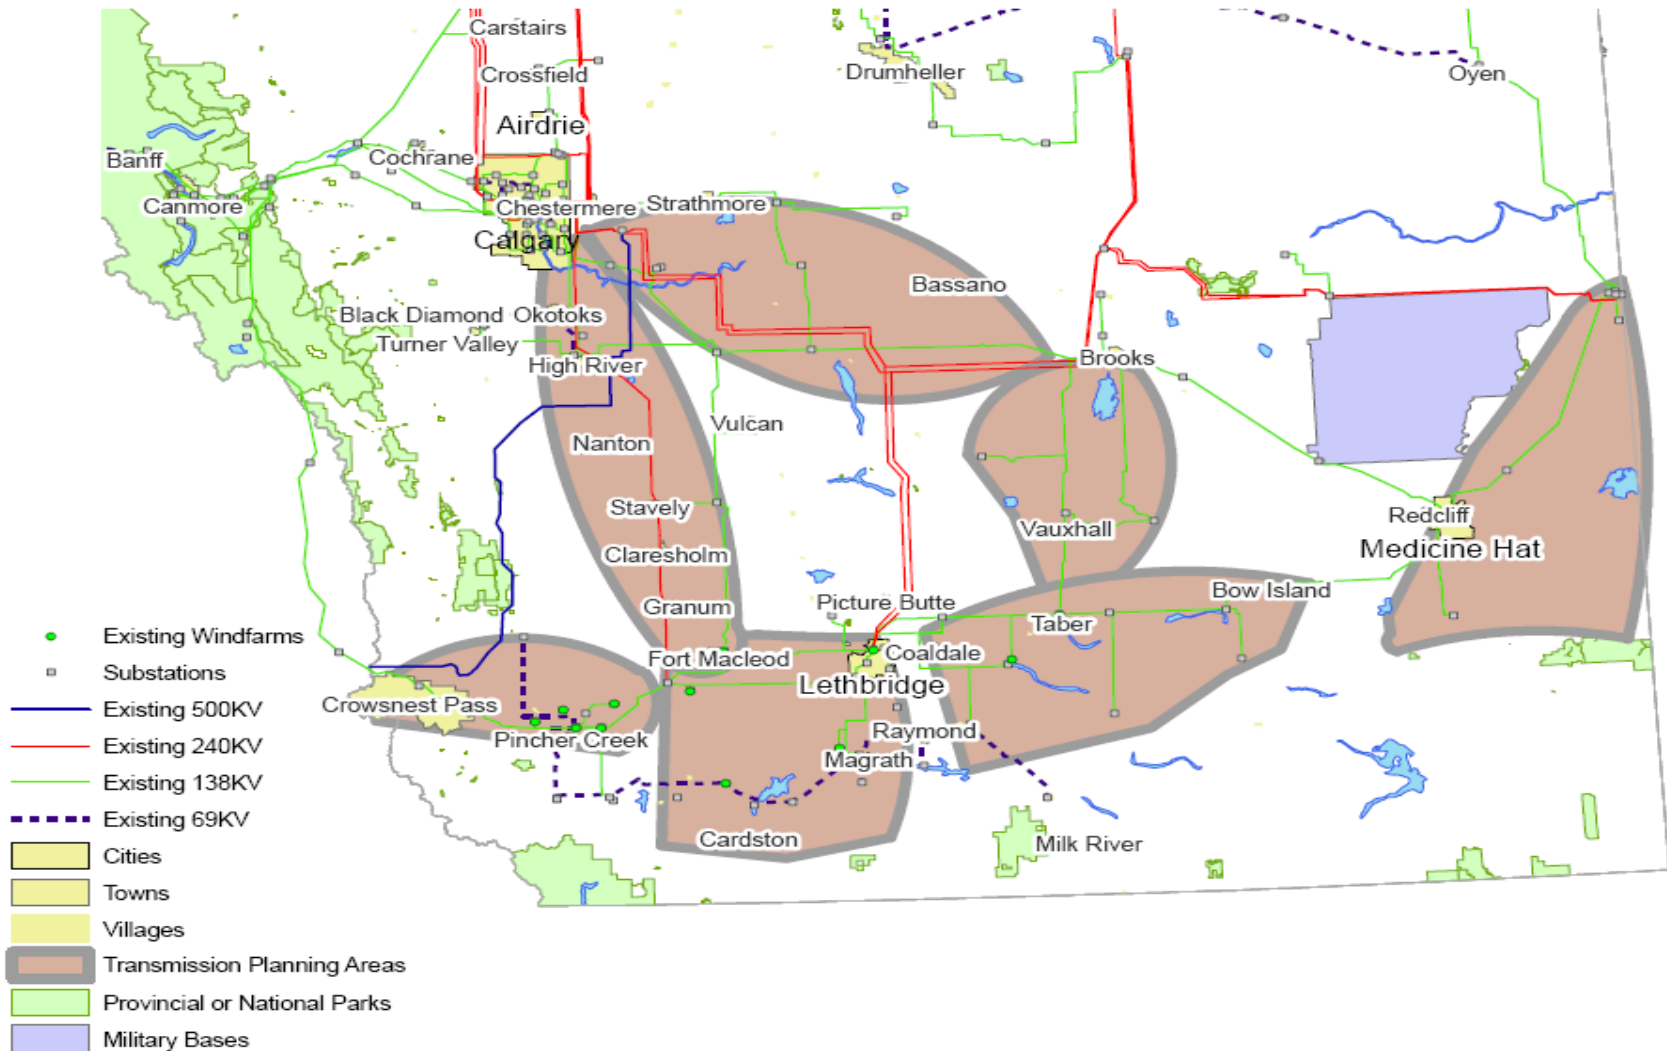 Carstairs
Crossfield
Drumheller
Oyen
Airdrie
Banff
Cochrane
Canmore
Chestermere
Strathmore
Calgary
Bassano
Black Diamond
Okotoks
Turner Valley
High River
Brooks
Vulcan
Nanton
Stavely
Redcliff
Vauxhall
Medicine Hat
Claresholm
Bow Island
Picture Butte
Granum
Taber
Coaldale
Fort Macleod
Lethbridge
Crowsnest Pass
Raymond
Pincher Creek
Magrath
Cardston
Milk River
Existing Windfarms
Substations
Existing 500KV
Existing 240KV
Existing 138KV
Existing 69KV
Cities
Towns
Villages
Transmission Planning Areas
Provincial or National Parks
Military Bases